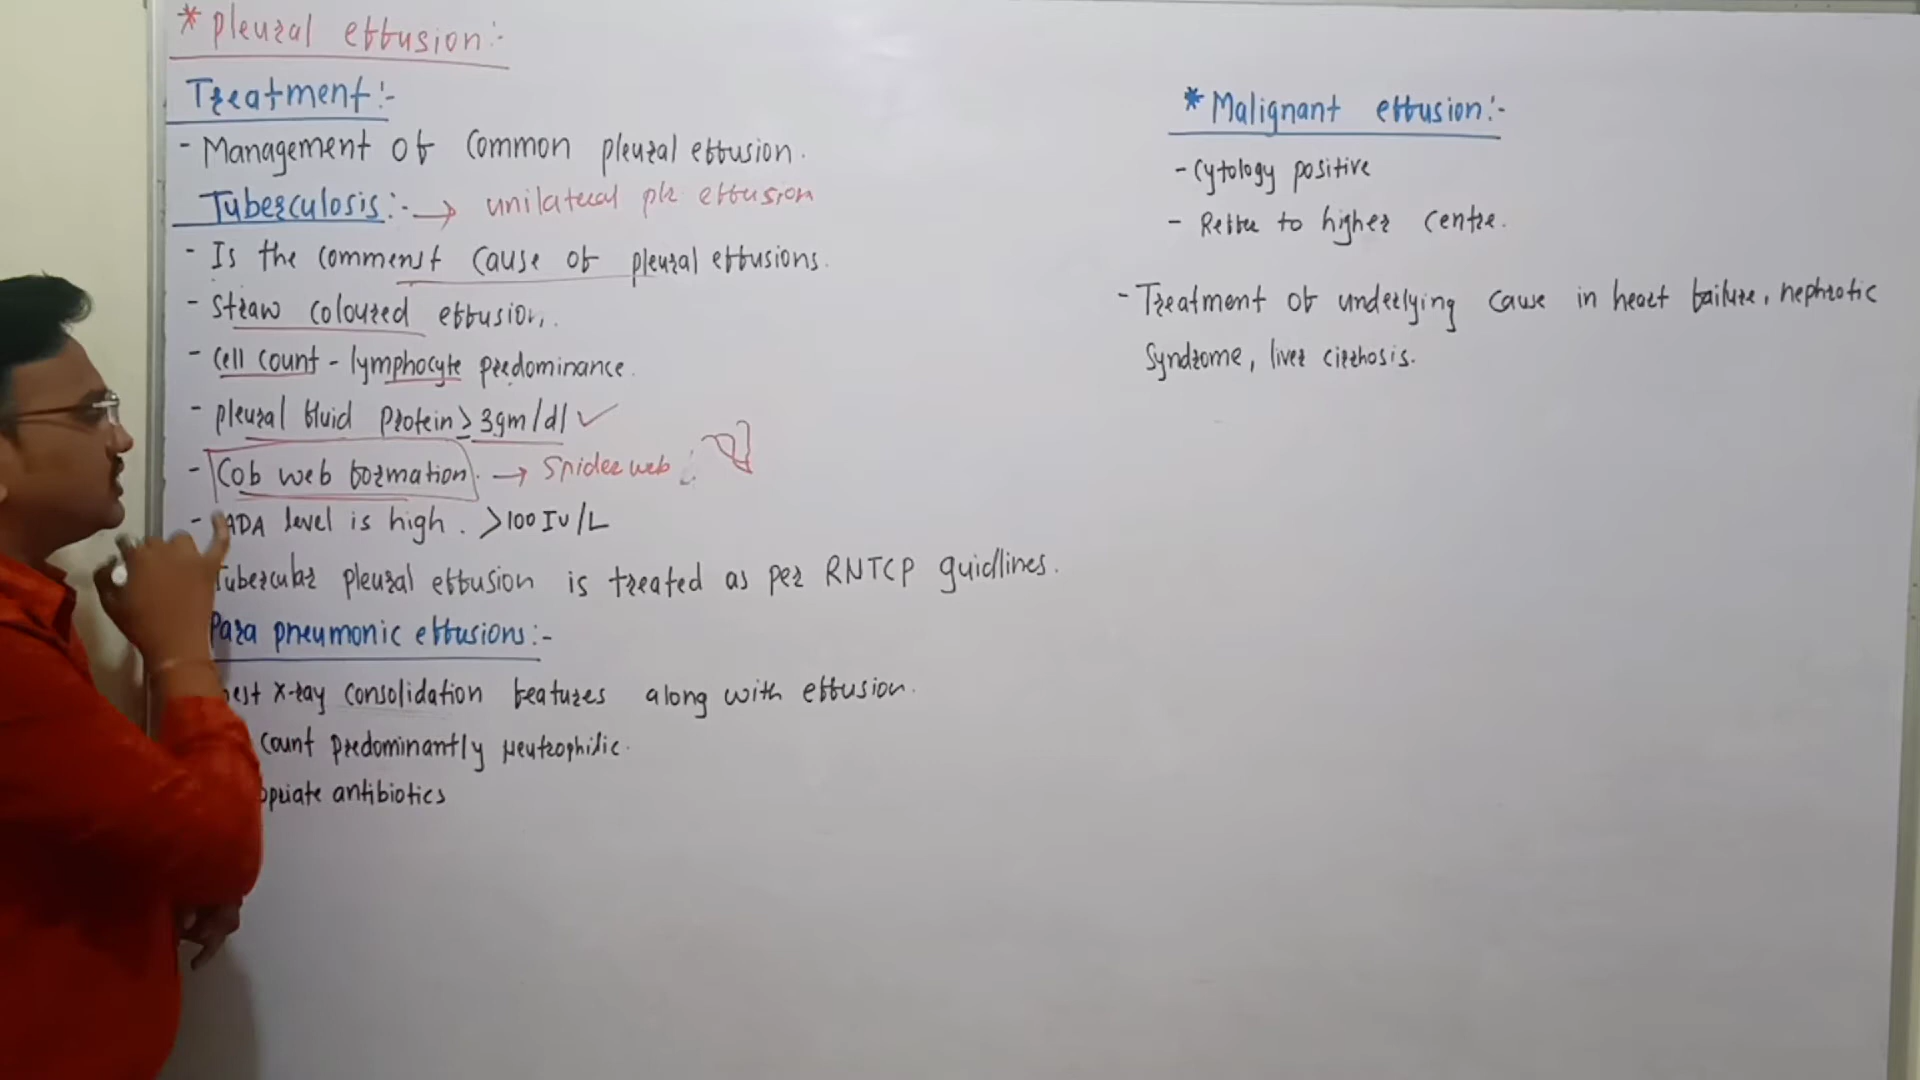 * Pleural effusion:-
Treatment:-
- Management of common pleural effusion.
Tuberculosis:- → unilateral pl. effusion
- Is the commenst cause of pleural effusions.
- Straw coloured effusion.
- Cell count - lymphocyte predominance.
- pleural fluid protein ≥ 3gm/dl ✓
- Cob web formation. → Spider web
- ADA level is high. >100 IU/L
Tubercular pleural effusion is treated as per RNTCP guidlines.
Para pneumonic effusions:-
hest X-ray consolidation features along with effusion.
count predominantly neutrophilic.
opriate antibiotics
* Malignant effusion:-
- Cytology positive
- Reffer to higher centre.
- Treatment of underlying cause in heart failure, nephrotic
Syndrome, liver cirrhosis.